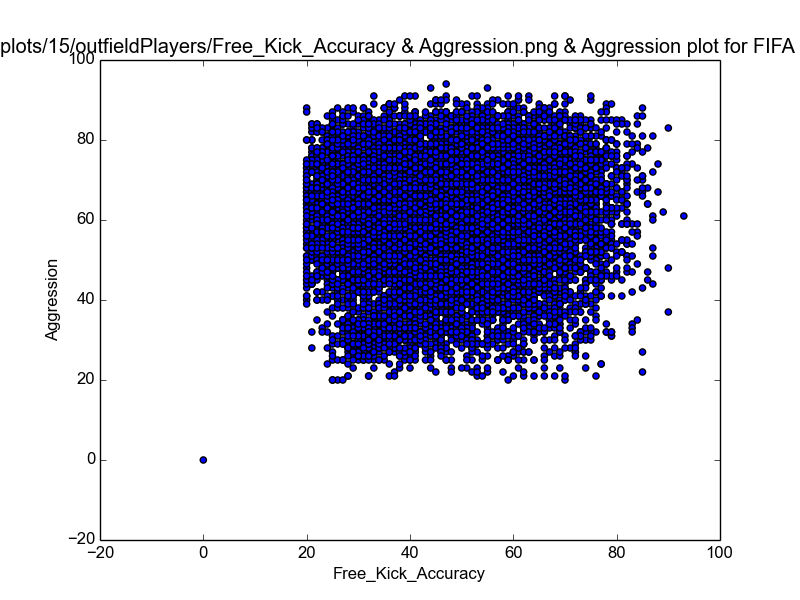 plots/15/outfieldPlayers/Free_Kick_Accuracy & Aggression.png & Aggression plot for FIFA
100
80
60
40
20
0
−20
Aggression
−20 0 20 40 60 80 100
Free_Kick_Accuracy